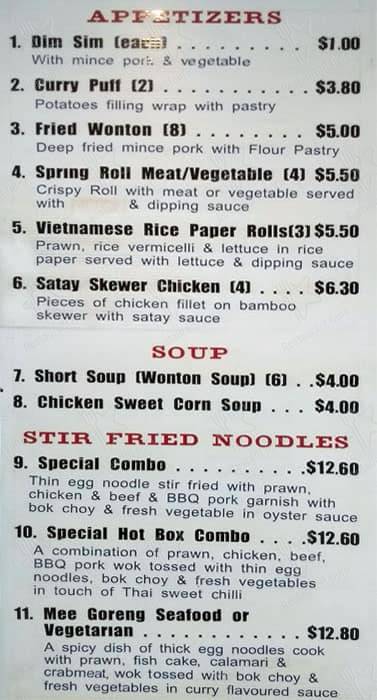 APPETIZERS
1. Dim Sim (each) . . . . . . . . . $1.00
With mince pork & vegetable
2. Curry Puff (2) . . . . . . . . . . . . $3.80
Potatoes filling wrap with pastry
3. Fried Wonton (8) . . . . . . . . $5.00
Deep fried mince pork with Flour Pastry
4. Spring Roll Meat/Vegetable (4) $5.50
Crispy Roll with meat or vegetable served
with & dipping sauce
5. Vietnamese Rice Paper Rolls(3) $5.50
Prawn, rice vermicelli & lettuce in rice
paper served with lettuce & dipping sauce
6. Satay Skewer Chicken (4) . . . . $6.30
Pieces of chicken fillet on bamboo
skewer with satay sauce
SOUP
7. Short Soup (Wonton Soup) (6) . .$4.00
8. Chicken Sweet Corn Soup . . . $4.00
STIR FRIED NOODLES
9. Special Combo . . . . . . . . . .$12.60
Thin egg noodle stir fried with prawn,
chicken & beef & BBQ pork garnish with
bok choy & fresh vegetable in oyster sauce
10. Special Hot Box Combo . . . .$12.60
A combination of prawn, chicken, beef,
BBQ pork wok tossed with thin egg
noodles, bok choy & fresh vegetables
in touch of Thai sweet chilli
11. Mee Goreng Seafood or
Vegetarian . . . . . . . . . . . . $12.80
A spicy dish of thick egg noodles cook
with prawn, fish cake, calamari &
crabmeat, wok tossed with bok choy &
fresh vegetables in curry flavoured sauce